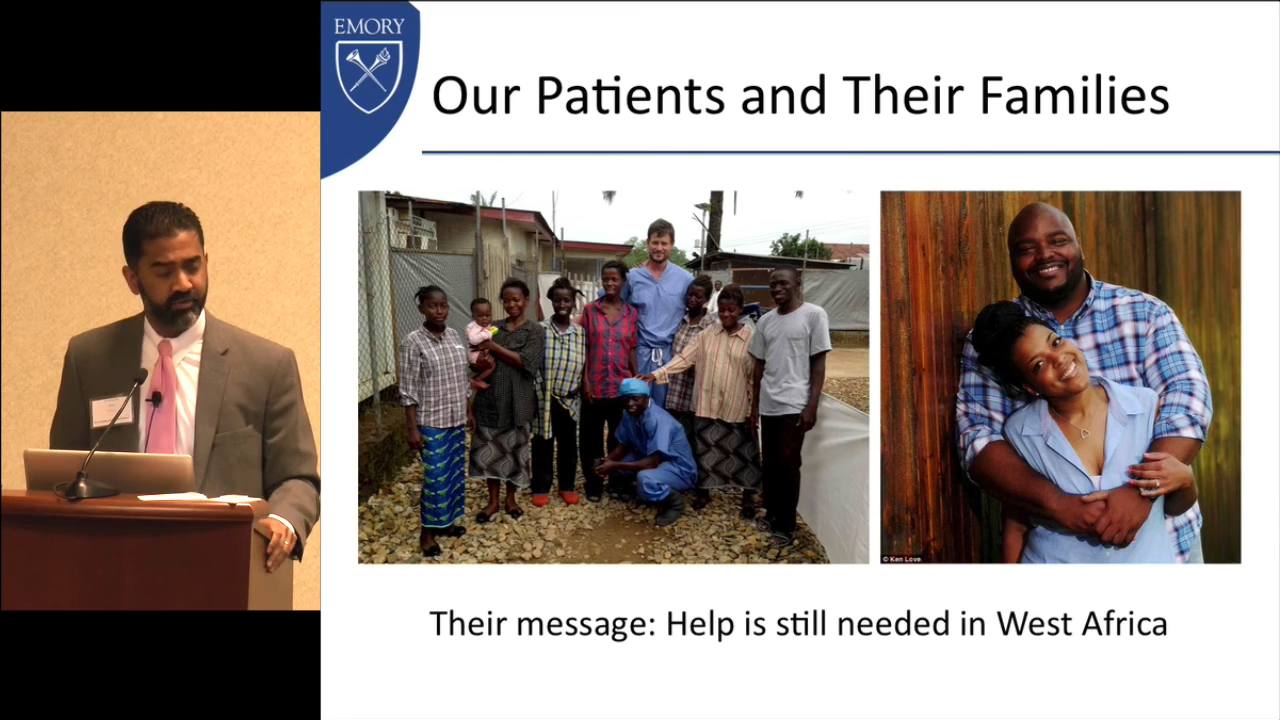 EMORY
Our Patients and Their Families
© Ken Love
Their message: Help is still needed in West Africa